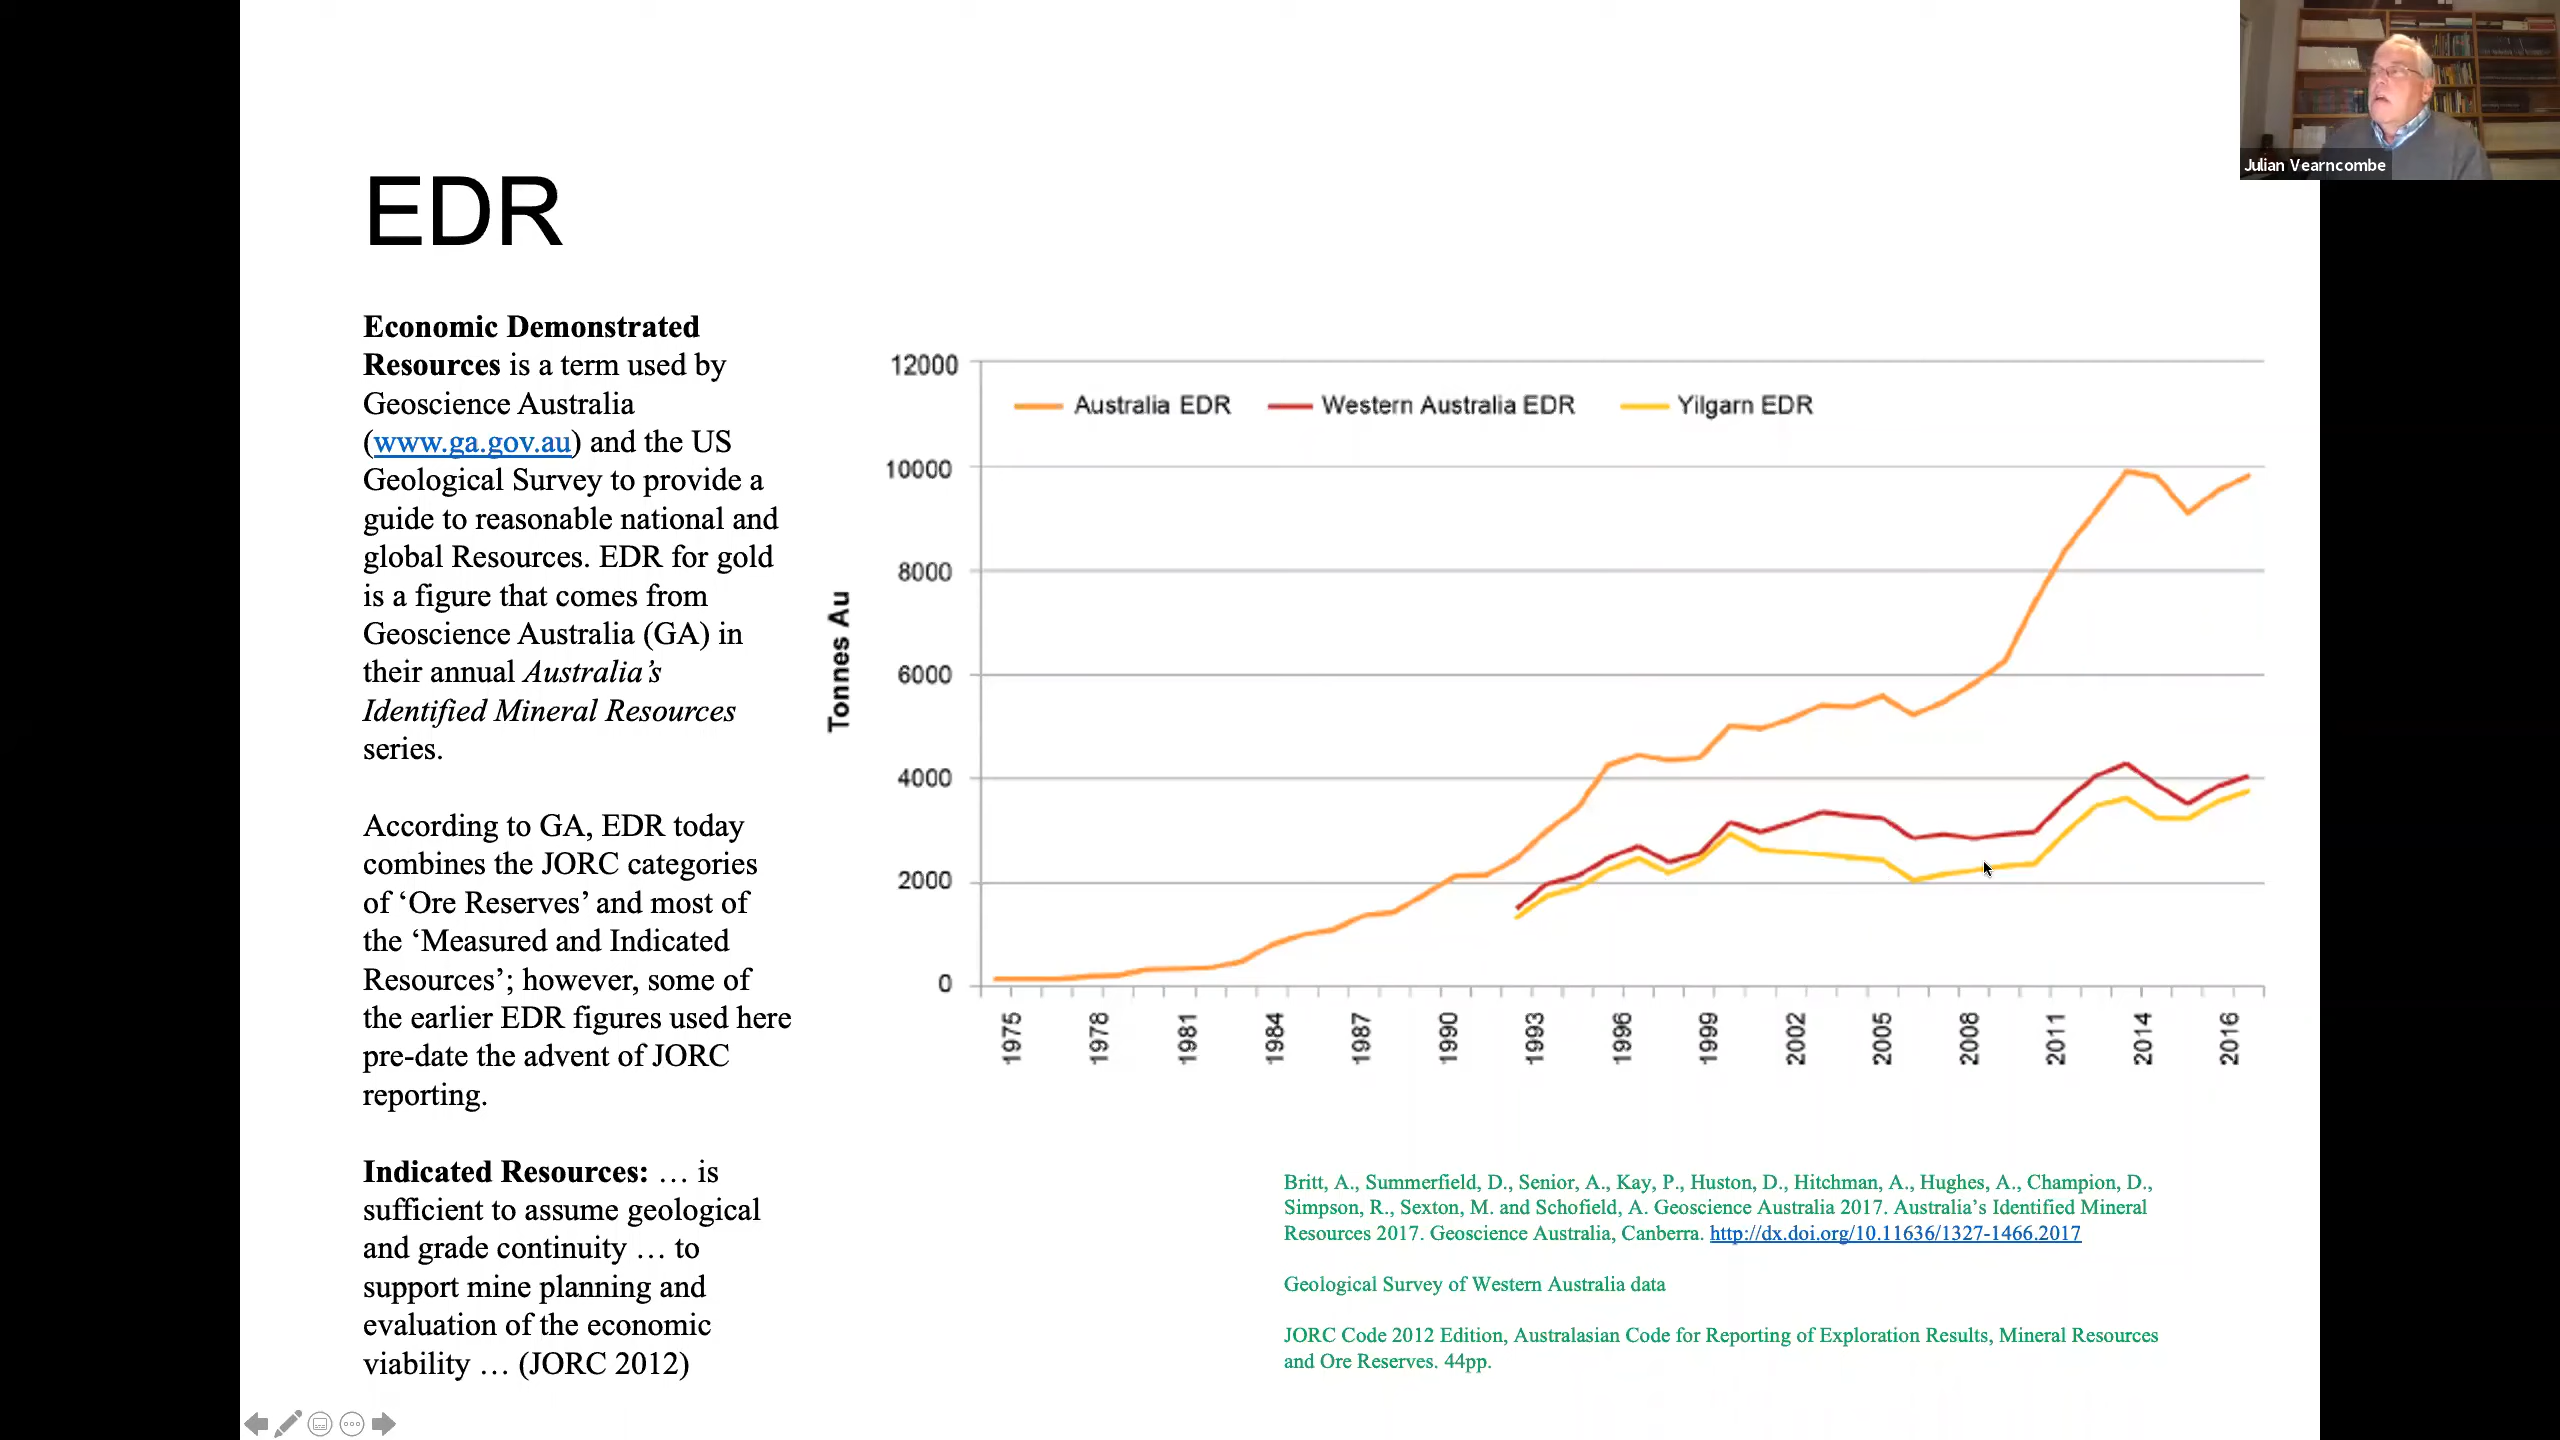 Julian Vearncombe
EDR
Economic Demonstrated
Resources is a term used by
Geoscience Australia
(www.ga.gov.au) and the US
Geological Survey to provide a
guide to reasonable national and
global Resources. EDR for gold
is a figure that comes from
Geoscience Australia (GA) in
their annual Australia’s
Identified Mineral Resources
series.
According to GA, EDR today
combines the JORC categories
of ‘Ore Reserves’ and most of
the ‘Measured and Indicated
Resources’; however, some of
the earlier EDR figures used here
pre-date the advent of JORC
reporting.
Indicated Resources: … is
sufficient to assume geological
and grade continuity … to
support mine planning and
evaluation of the economic
viability … (JORC 2012)
Australia EDR Western Australia EDR Yilgarn EDR
Tonnes Au
12000
10000
8000
6000
4000
2000
0
1975 1978 1981 1984 1987 1990 1993 1996 1999 2002 2005 2008 2011 2014 2016
Britt, A., Summerfield, D., Senior, A., Kay, P., Huston, D., Hitchman, A., Hughes, A., Champion, D.,
Simpson, R., Sexton, M. and Schofield, A. Geoscience Australia 2017. Australia’s Identified Mineral
Resources 2017. Geoscience Australia, Canberra. http://dx.doi.org/10.11636/1327-1466.2017
Geological Survey of Western Australia data
JORC Code 2012 Edition, Australasian Code for Reporting of Exploration Results, Mineral Resources
and Ore Reserves. 44pp.